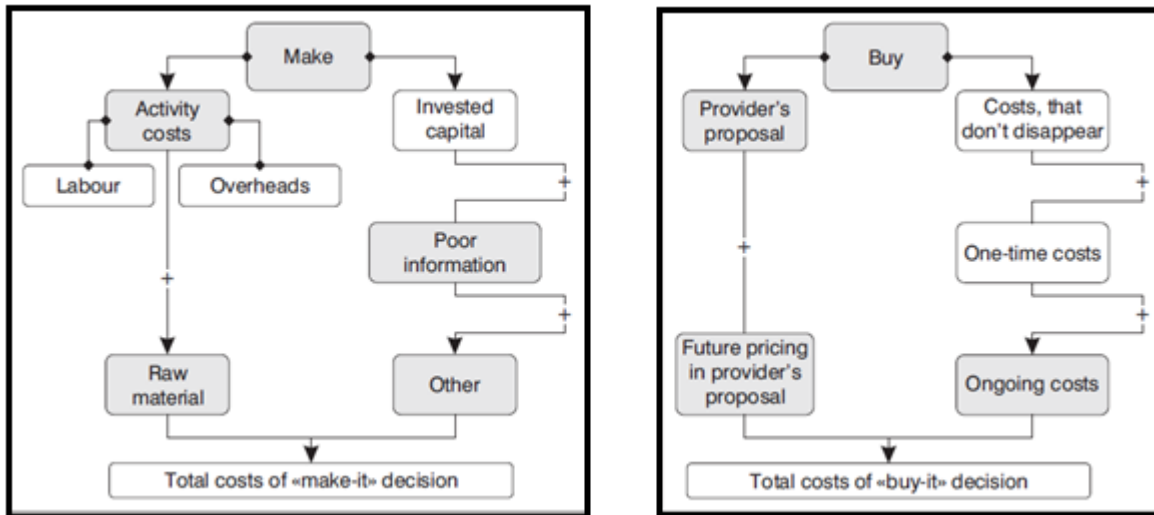 Make
Activity
costs
Invested
capital
Labour
Overheads
+
Poor
information
+
+
Raw
material
Other
Total costs of «make-it» decision
Buy
Provider's
proposal
Costs, that
don't disappear
+
+
One-time costs
+
Future pricing
in provider's
proposal
Ongoing costs
Total costs of «buy-it» decision